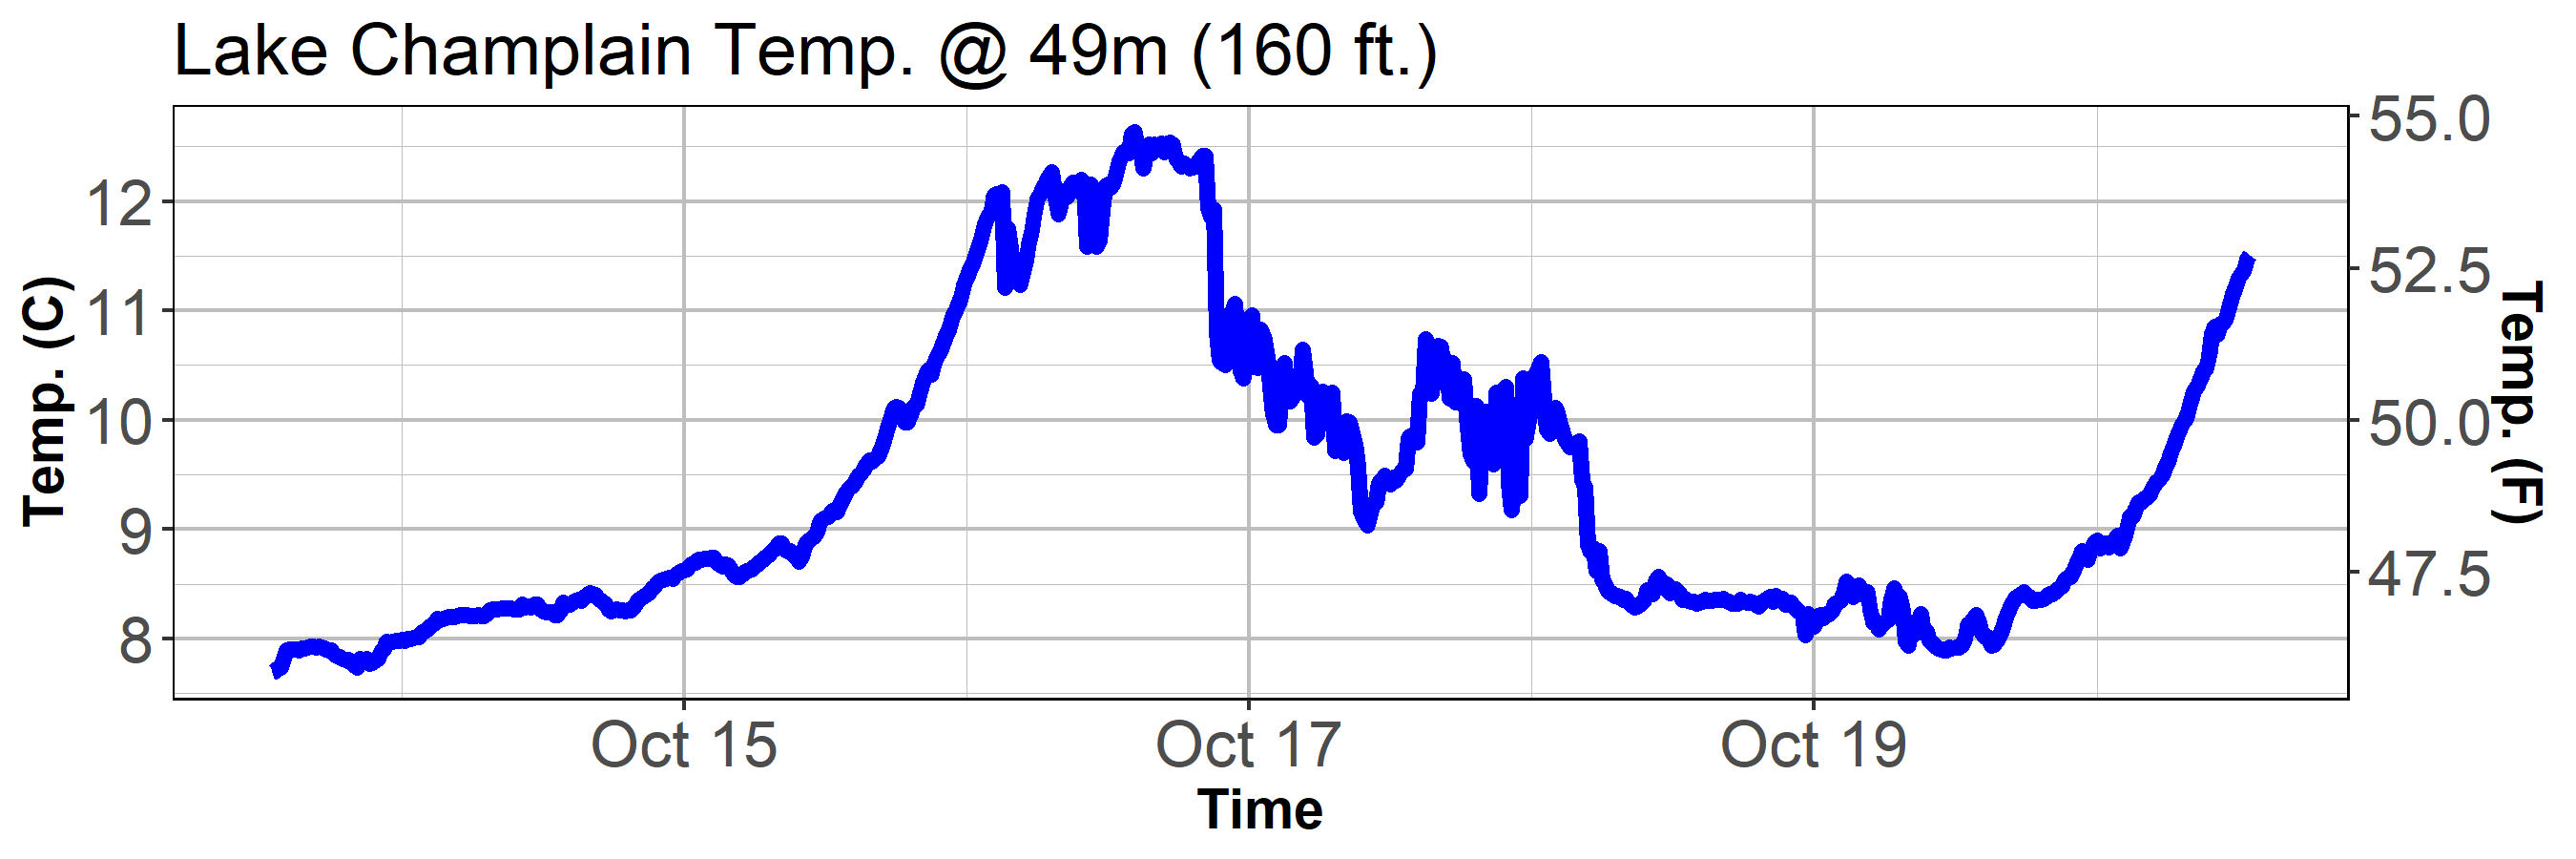 Lake Champlain Temp. @ 49m (160 ft.)
Temp. (C)
12
11
10
9
8
55.0
52.5
50.0
47.5
Temp. (F)
Oct 15
Oct 17
Oct 19
Time